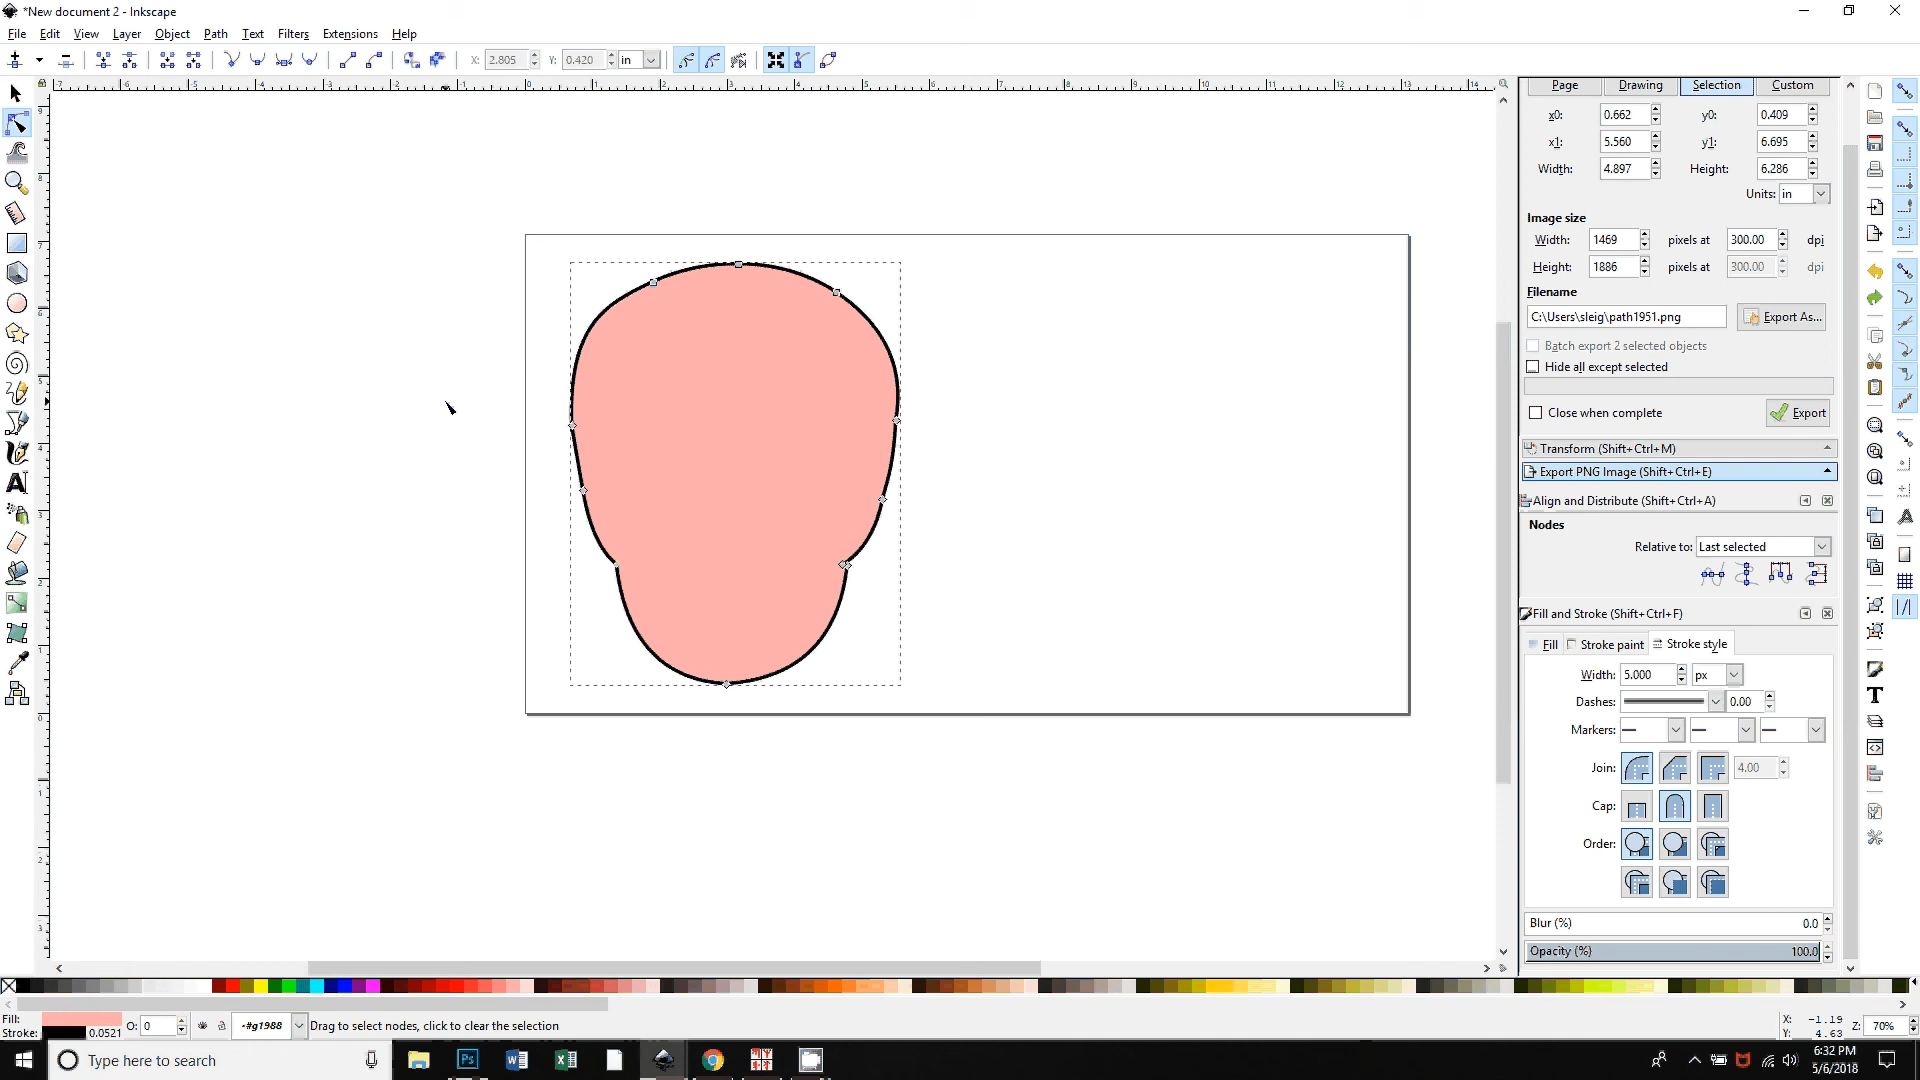 *New document 2 - Inkscape
File Edit View Layer Object Path Text Filters Extensions Help
X: 2.805 Y: 0.420 in
Page Drawing Selection Custom
x0: 0.662 y0: 0.409
x1: 5.560 y1: 6.695
Width: 4.897 Height: 6.286
Units: in
Image size
Width: 1469 pixels at 300.00 dpi
Height: 1886 pixels at 300.00 dpi
Filename
C:\Users\sleig\path1951.png Export As...
Batch export 2 selected objects
Hide all except selected
Close when complete Export
Transform (Shift+Ctrl+M)
Export PNG Image (Shift+Ctrl+E)
Align and Distribute (Shift+Ctrl+A)
Nodes
Relative to: Last selected
Fill and Stroke (Shift+Ctrl+F)
Fill Stroke paint Stroke style
Width: 5.000 px
Dashes: 0.00
Markers:
Join: 4.00
Cap:
Order:
Blur (%) 0.0
Opacity (%) 100.0
Fill:
Stroke: 0.0521 O: 0 -#g1988 Drag to select nodes, click to clear the selection
X: -1.19
Y: 4.63 Z: 70%
Type here to search
6:32 PM
5/6/2018